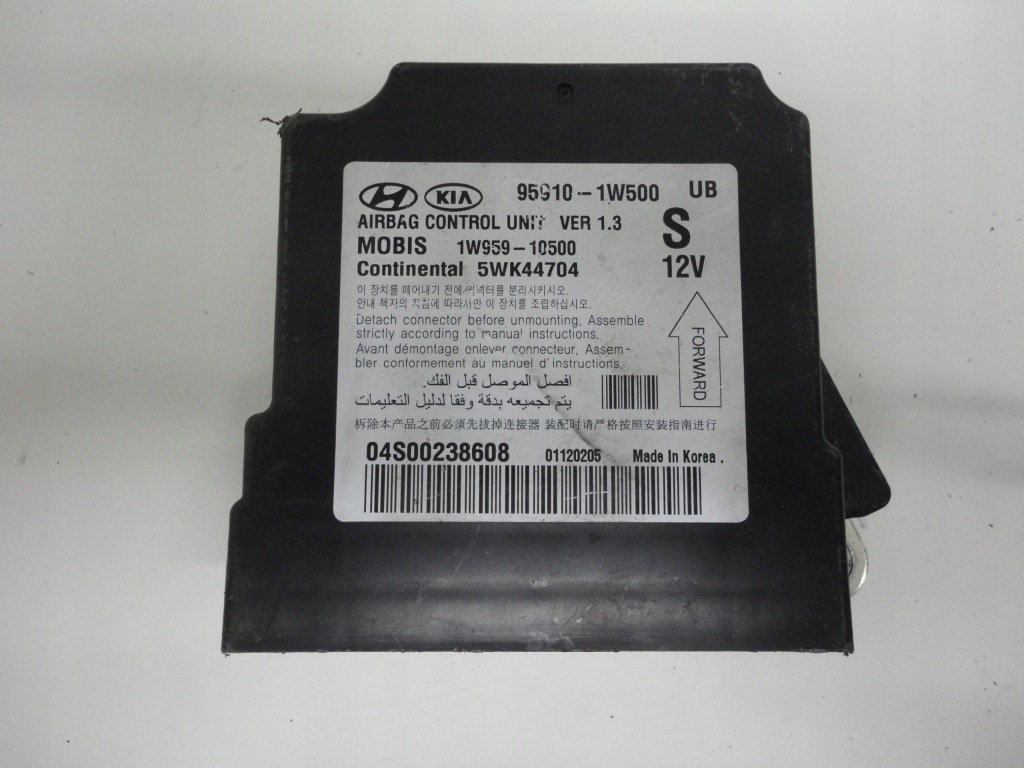 KIA 95910-1W500 UB
AIRBAG CONTROL UNIT VER 1.3
S
MOBIS 1W959-10500
Continental 5WK44704
12V
이 장치를 떼어내기 전에 커넥터를 분리시키시오.
안내 책자의 지침에 따라서만 이 장치를 조립하십시오.
Detach connector before unmounting. Assemble
strictly according to manual instructions.
Avant démontage enlever connecteur. Assem-
bler conformement au manuel d'instructions.
FORWARD
افصل الموصل قبل الفك.
يتم تجميعه بدقة وفقا لدليل التعليمات
拆除本产品之前必须先拔掉连接器 装配时请严格按照安装指南进行
04S00238608 01120205 Made In Korea .